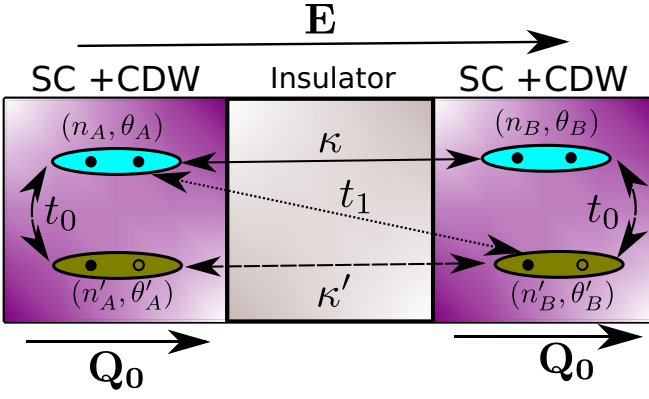 E
SC +CDW Insulator SC +CDW
(n_A, θ_A) κ (n_B, θ_B)
t_0 t_1 t_0
(n'_A, θ'_A) κ' (n'_B, θ'_B)
Q_0 Q_0